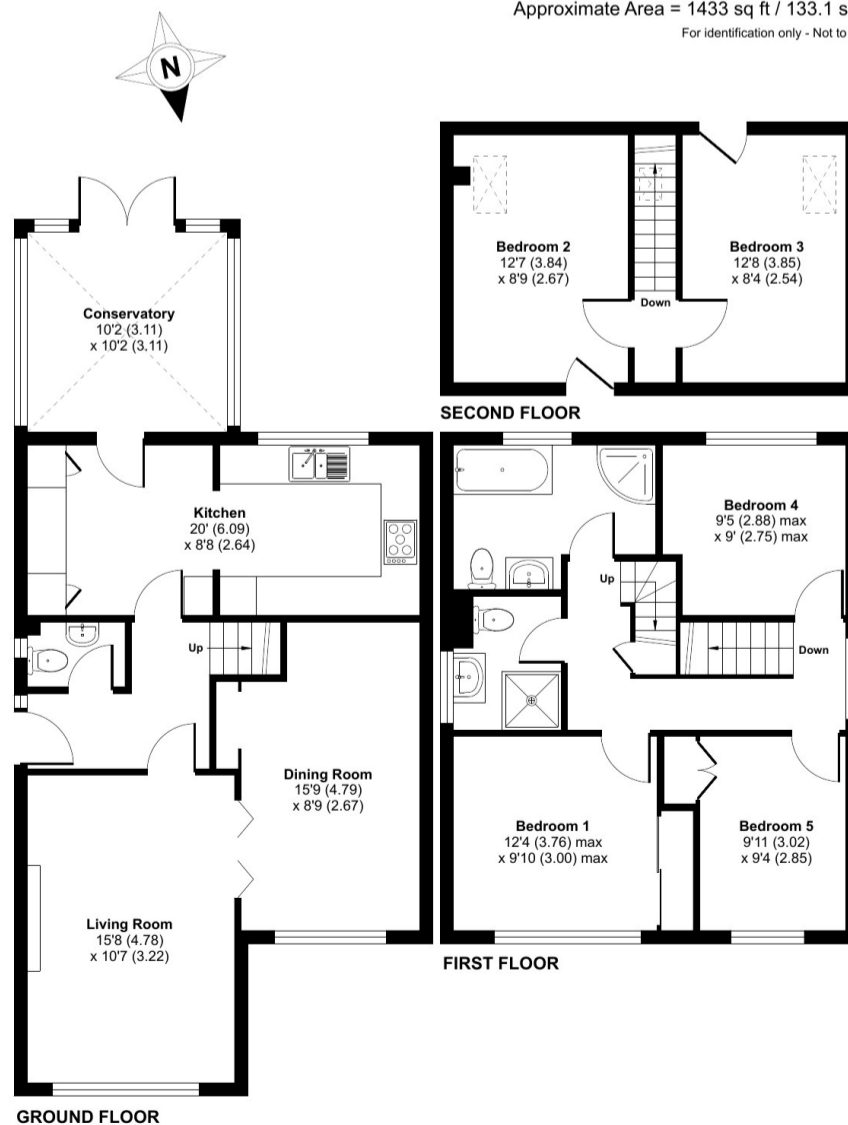 Approximate Area = 1433 sq ft / 133.1 s
For identification only - Not to
N
Bedroom 2
12'7 (3.84)
x 8'9 (2.67)
Down
Bedroom 3
12'8 (3.85)
x 8'4 (2.54)
SECOND FLOOR
Conservatory
10'2 (3.11)
x 10'2 (3.11)
Kitchen
20' (6.09)
x 8'8 (2.64)
Up
Dining Room
15'9 (4.79)
x 8'9 (2.67)
Living Room
15'8 (4.78)
x 10'7 (3.22)
GROUND FLOOR
Bedroom 4
9'5 (2.88) max
x 9' (2.75) max
Up
Down
Bedroom 1
12'4 (3.76) max
x 9'10 (3.00) max
Bedroom 5
9'11 (3.02)
x 9'4 (2.85)
FIRST FLOOR